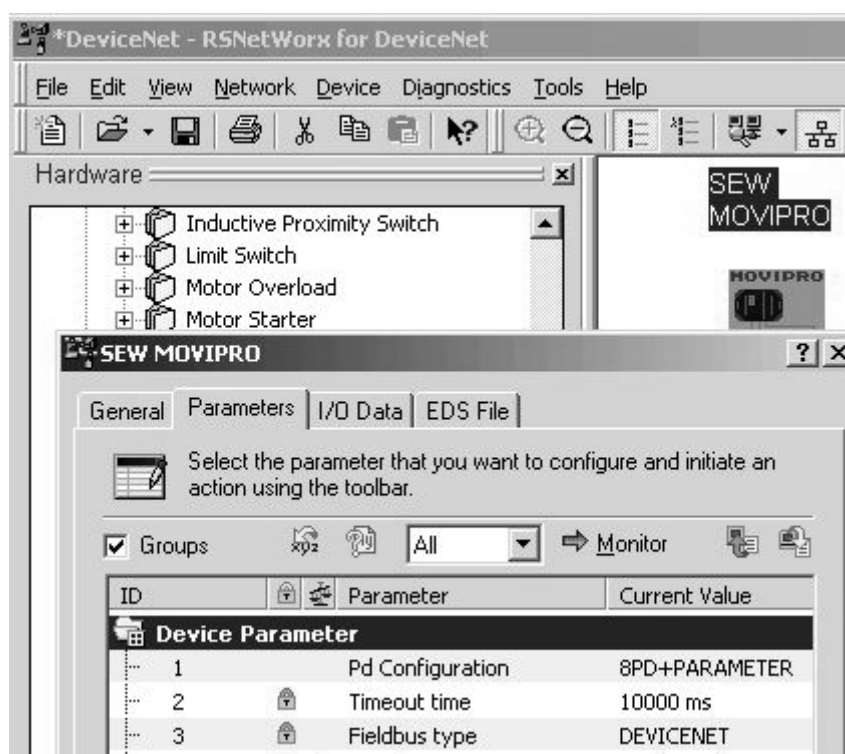 *DeviceNet - RSNetWorx for DeviceNet
File Edit View Network Device Diagnostics Tools Help
Hardware
SEW
MOVIPRO
Inductive Proximity Switch
Limit Switch
Motor Overload
Motor Starter
MOVIPRO
SEW MOVIPRO
General Parameters I/O Data EDS File
Select the parameter that you want to configure and initiate an
action using the toolbar.
Groups All Monitor
ID Parameter Current Value
Device Parameter
1 Pd Configuration 8PD+PARAMETER
2 Timeout time 10000 ms
3 Fieldbus type DEVICENET